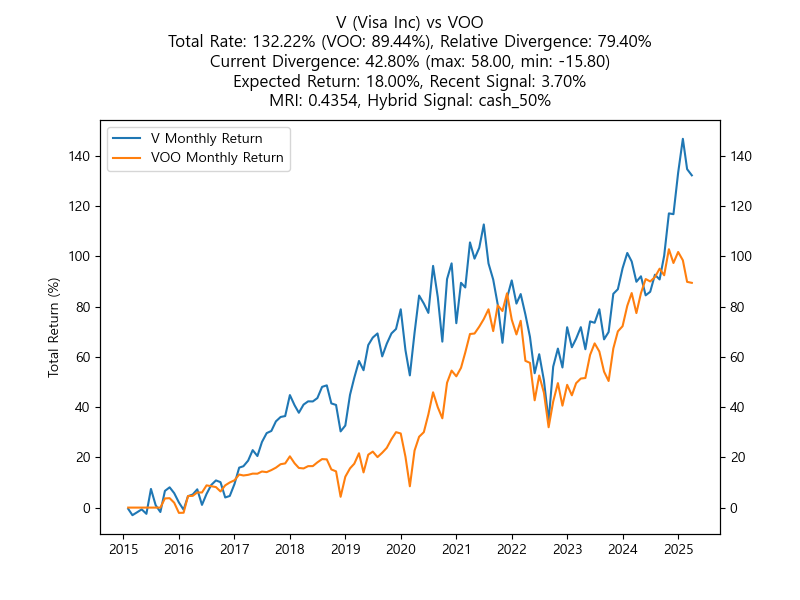 V (Visa Inc) vs VOO
Total Rate: 132.22% (VOO: 89.44%), Relative Divergence: 79.40%
Current Divergence: 42.80% (max: 58.00, min: -15.80)
Expected Return: 18.00%, Recent Signal: 3.70%
MRI: 0.4354, Hybrid Signal: cash_50%
V Monthly Return
VOO Monthly Return
Total Return (%)
140
120
100
80
60
40
20
0
140
120
100
80
60
40
20
0
2015 2016 2017 2018 2019 2020 2021 2022 2023 2024 2025